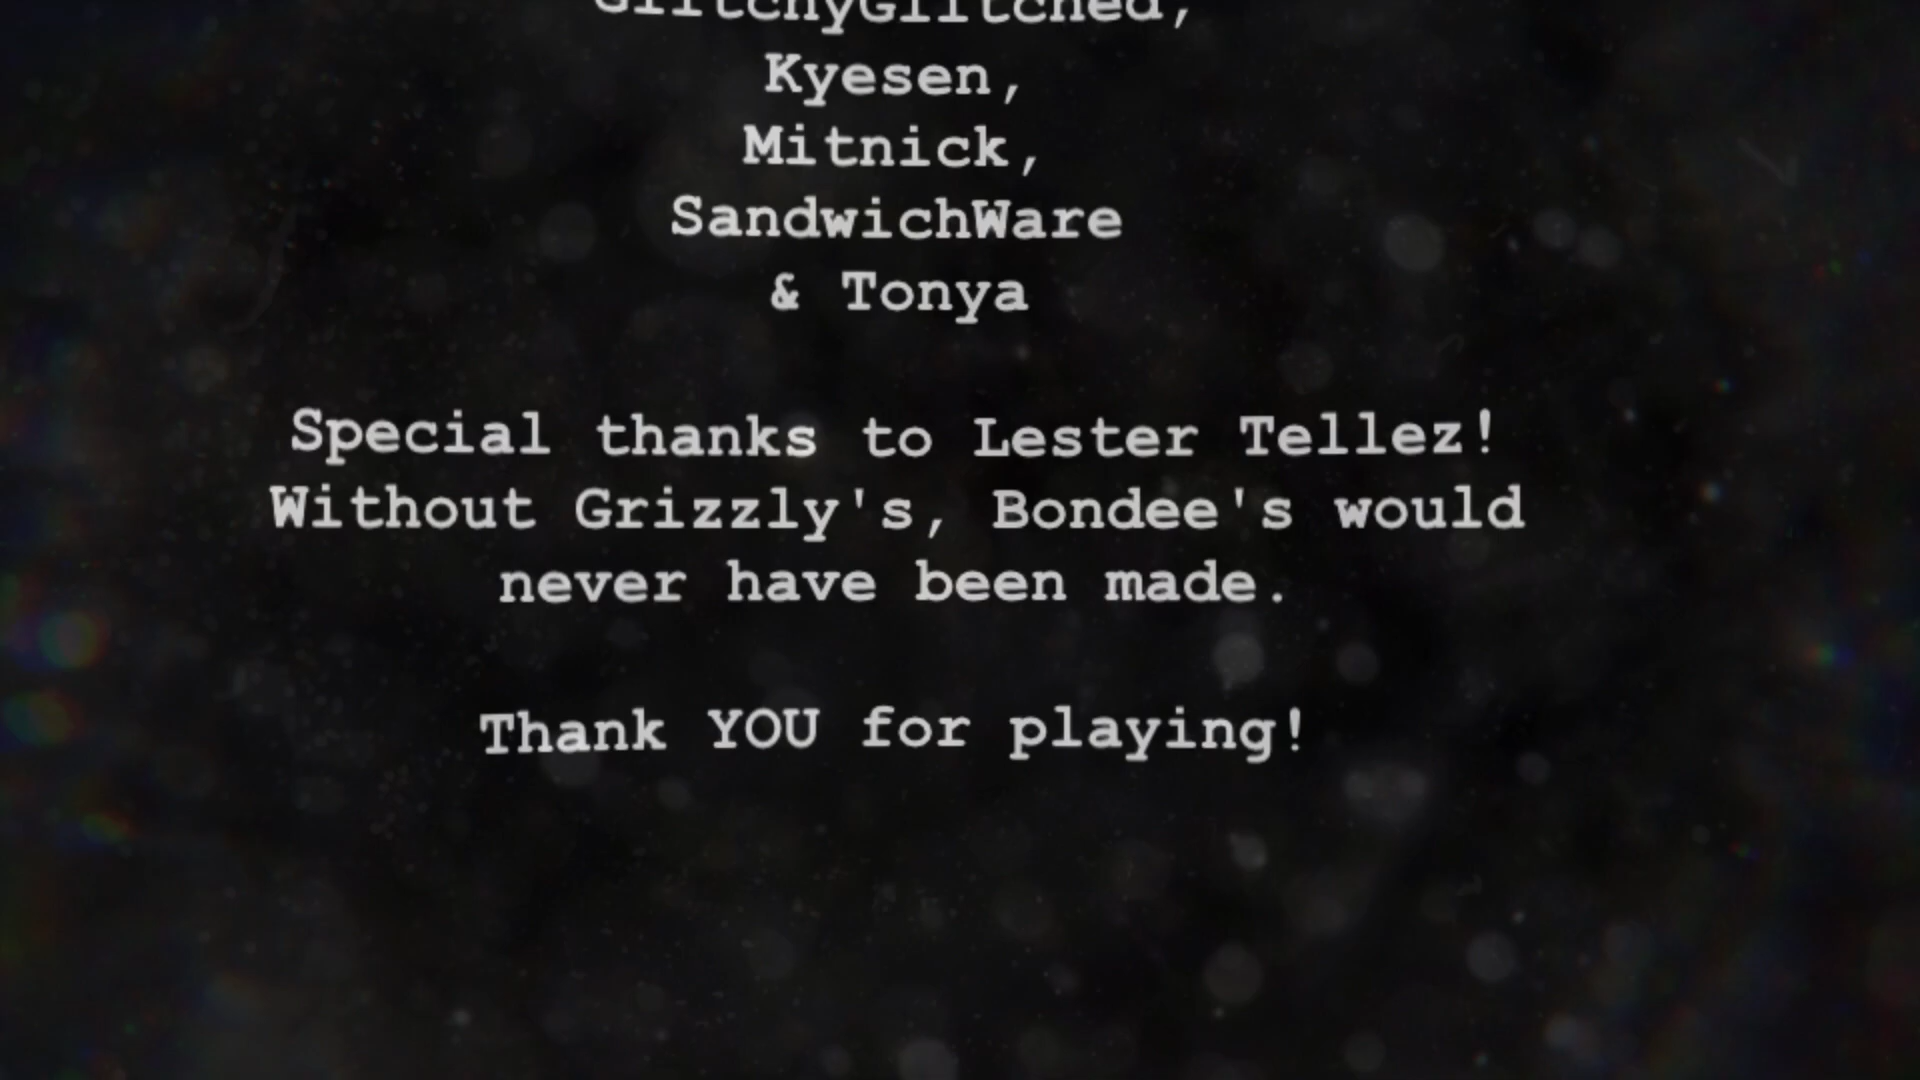 GlitchyGlitched,
Kyesen,
Mitnick,
SandwichWare
& Tonya
Special thanks to Lester Tellez!
Without Grizzly's, Bondee's would
never have been made.
Thank YOU for playing!